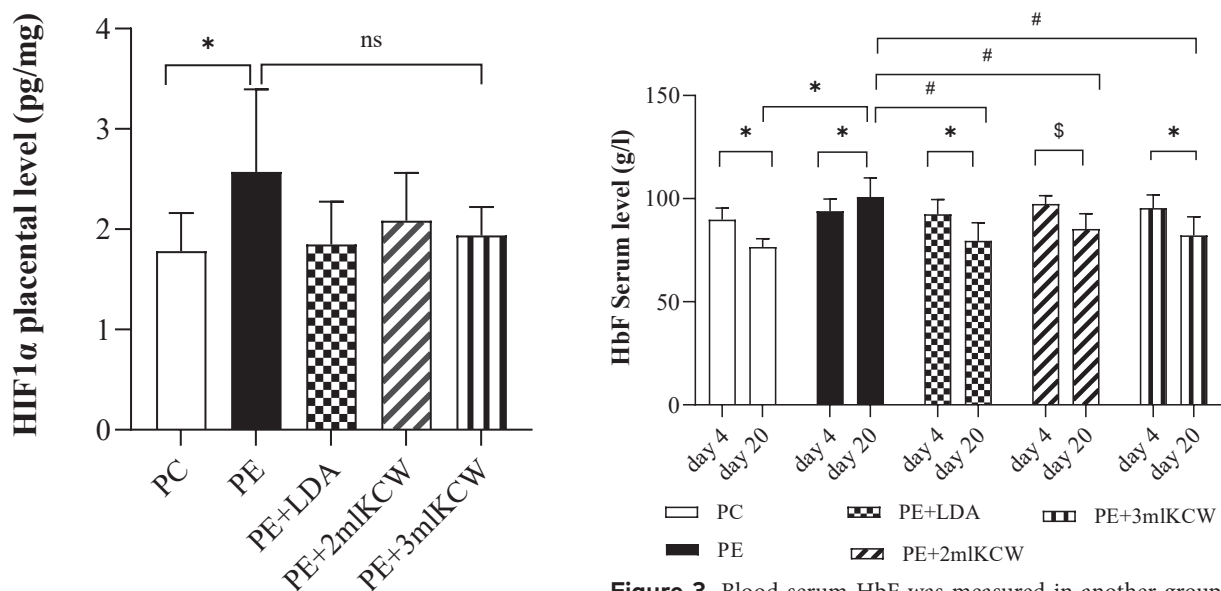 HIF1α placental level (pg/mg)
4
3
2
1
0
*
ns
PC
PE
PE+LDA
PE+2mlKCW
PE+3mlKCW
HbF Serum level (g/l)
150
100
50
0
#
#
#
*
*
*
*
$
*
day 4
day 20
day 4
day 20
day 4
day 20
day 4
day 20
day 4
day 20
PC
PE+LDA
PE+3mlKCW
PE
PE+2mlKCW
Figure 3. Blood serum HbF was measured in another group